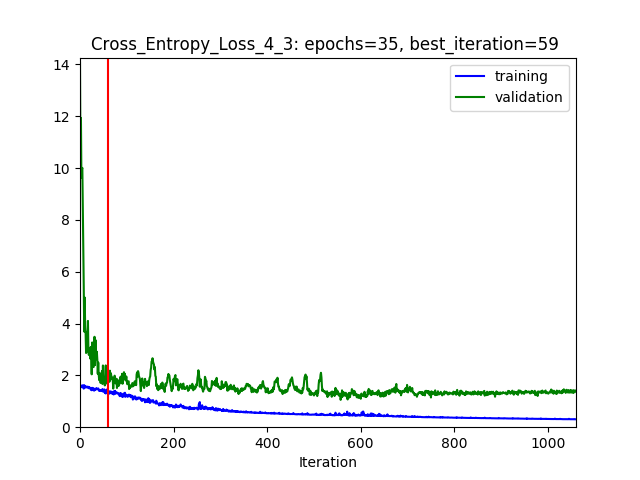 Cross_Entropy_Loss_4_3: epochs=35, best_iteration=59
training
validation
14
12
10
8
6
4
2
0
0 200 400 600 800 1000
Iteration